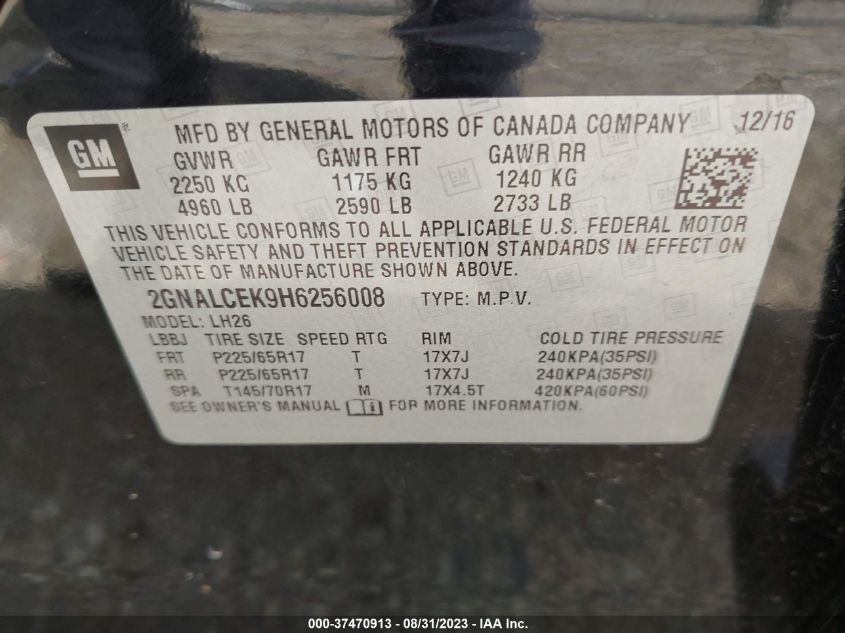 GM
MFD BY GENERAL MOTORS OF CANADA COMPANY 12/16
GVWR GAWR FRT GAWR RR
2250 KG 1175 KG 1240 KG
4960 LB 2590 LB 2733 LB
THIS VEHICLE CONFORMS TO ALL APPLICABLE U.S. FEDERAL MOTOR
VEHICLE SAFETY AND THEFT PREVENTION STANDARDS IN EFFECT ON
THE DATE OF MANUFACTURE SHOWN ABOVE.
2GNALCEK9H6256008 TYPE: M.P.V.
MODEL: LH26
LBBJ TIRE SIZE SPEED RTG RIM COLD TIRE PRESSURE
FRT P225/65R17 T 17X7J 240KPA(35PSI)
RR P225/65R17 T 17X7J 240KPA(35PSI)
SPA T145/70R17 M 17X4.5T 420KPA(60PSI)
SEE OWNER'S MANUAL FOR MORE INFORMATION.
000-37470913 - 08/31/2023 - IAA Inc.